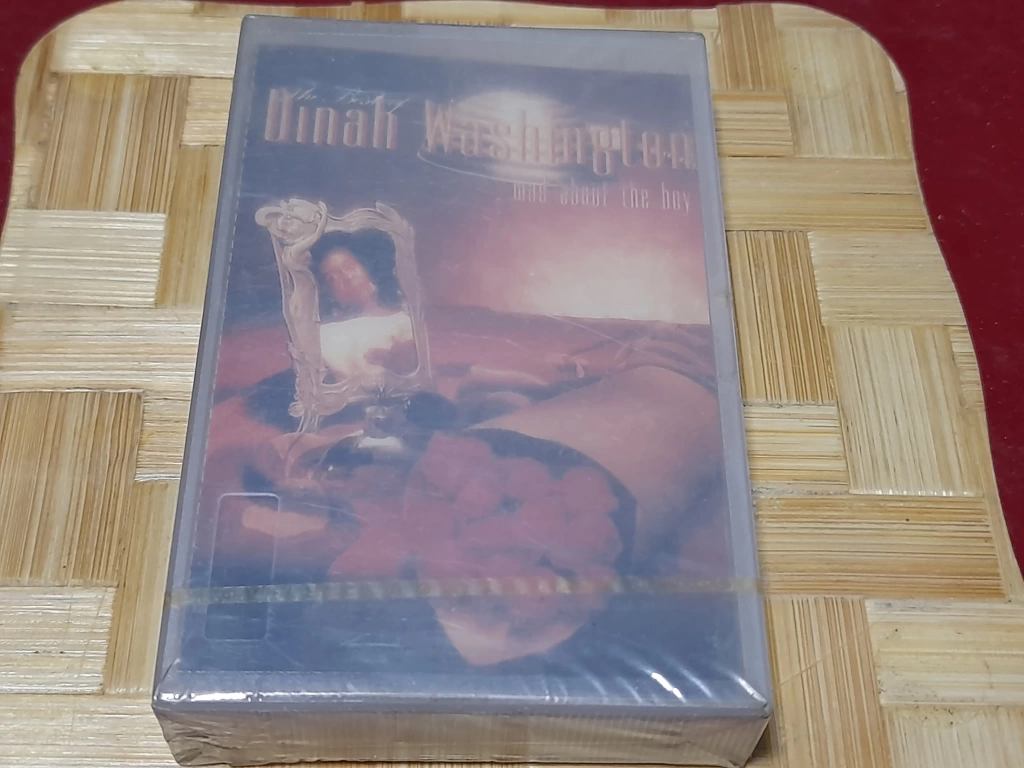 The Best of
Dinah Washington
mad about the boy